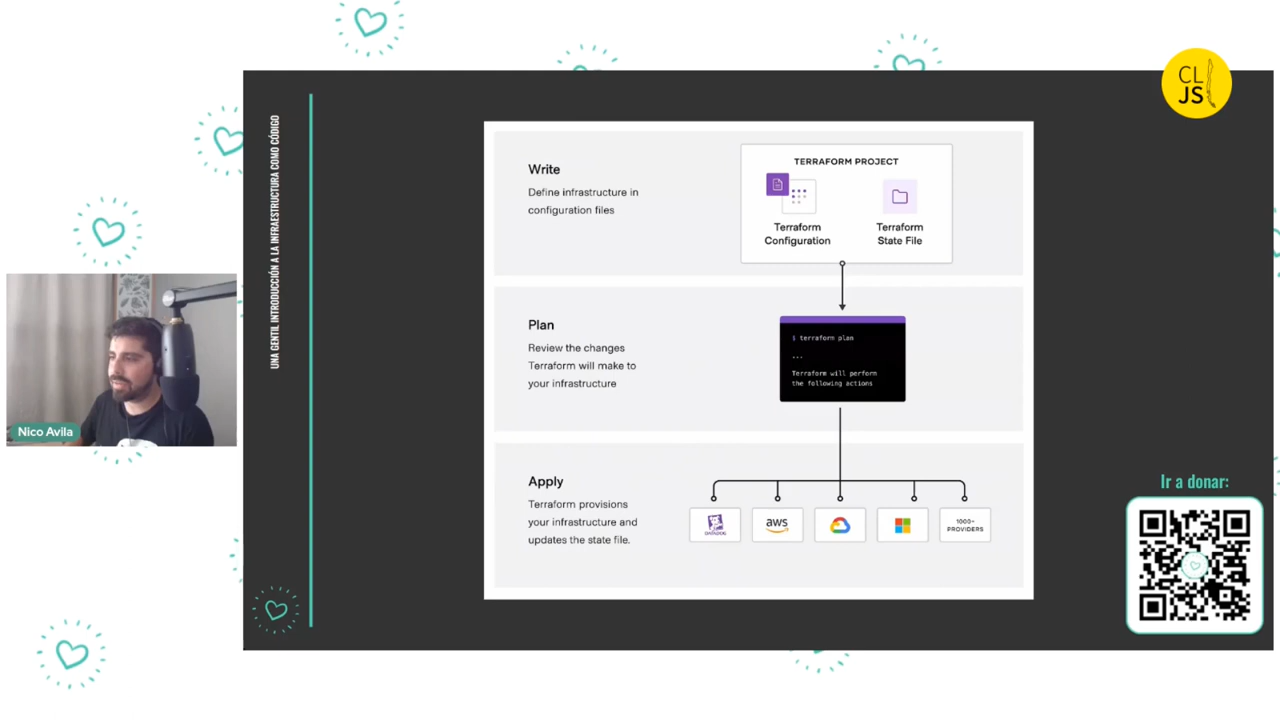 CL
JS
UNA GENTIL INTRODUCCIÓN A LA INFRAESTRUCTURA COMO CÓDIGO
Write
Define infrastructure in
configuration files
TERRAFORM PROJECT
Terraform
Configuration
Terraform
State File
Plan
Review the changes
Terraform will make to
your infrastructure
$ terraform plan
...
Terraform will perform
the following actions
Nico Avila
Apply
Terraform provisions
your infrastructure and
updates the state file.
DATADOG
aws
1000+
PROVIDERS
Ir a donar: